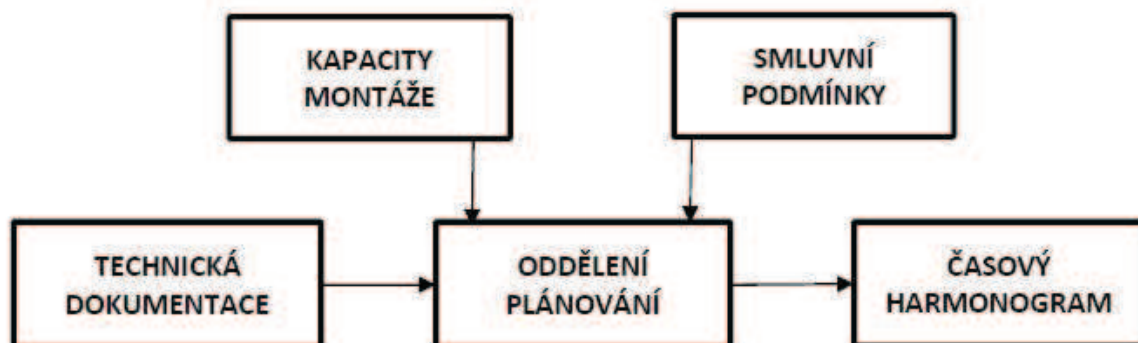 KAPACITY
MONTÁŽE
SMLUVNÍ
PODMÍNKY
TECHNICKÁ
DOKUMENTACE
ODDĚLENÍ
PLÁNOVÁNÍ
ČASOVÝ
HARMONOGRAM